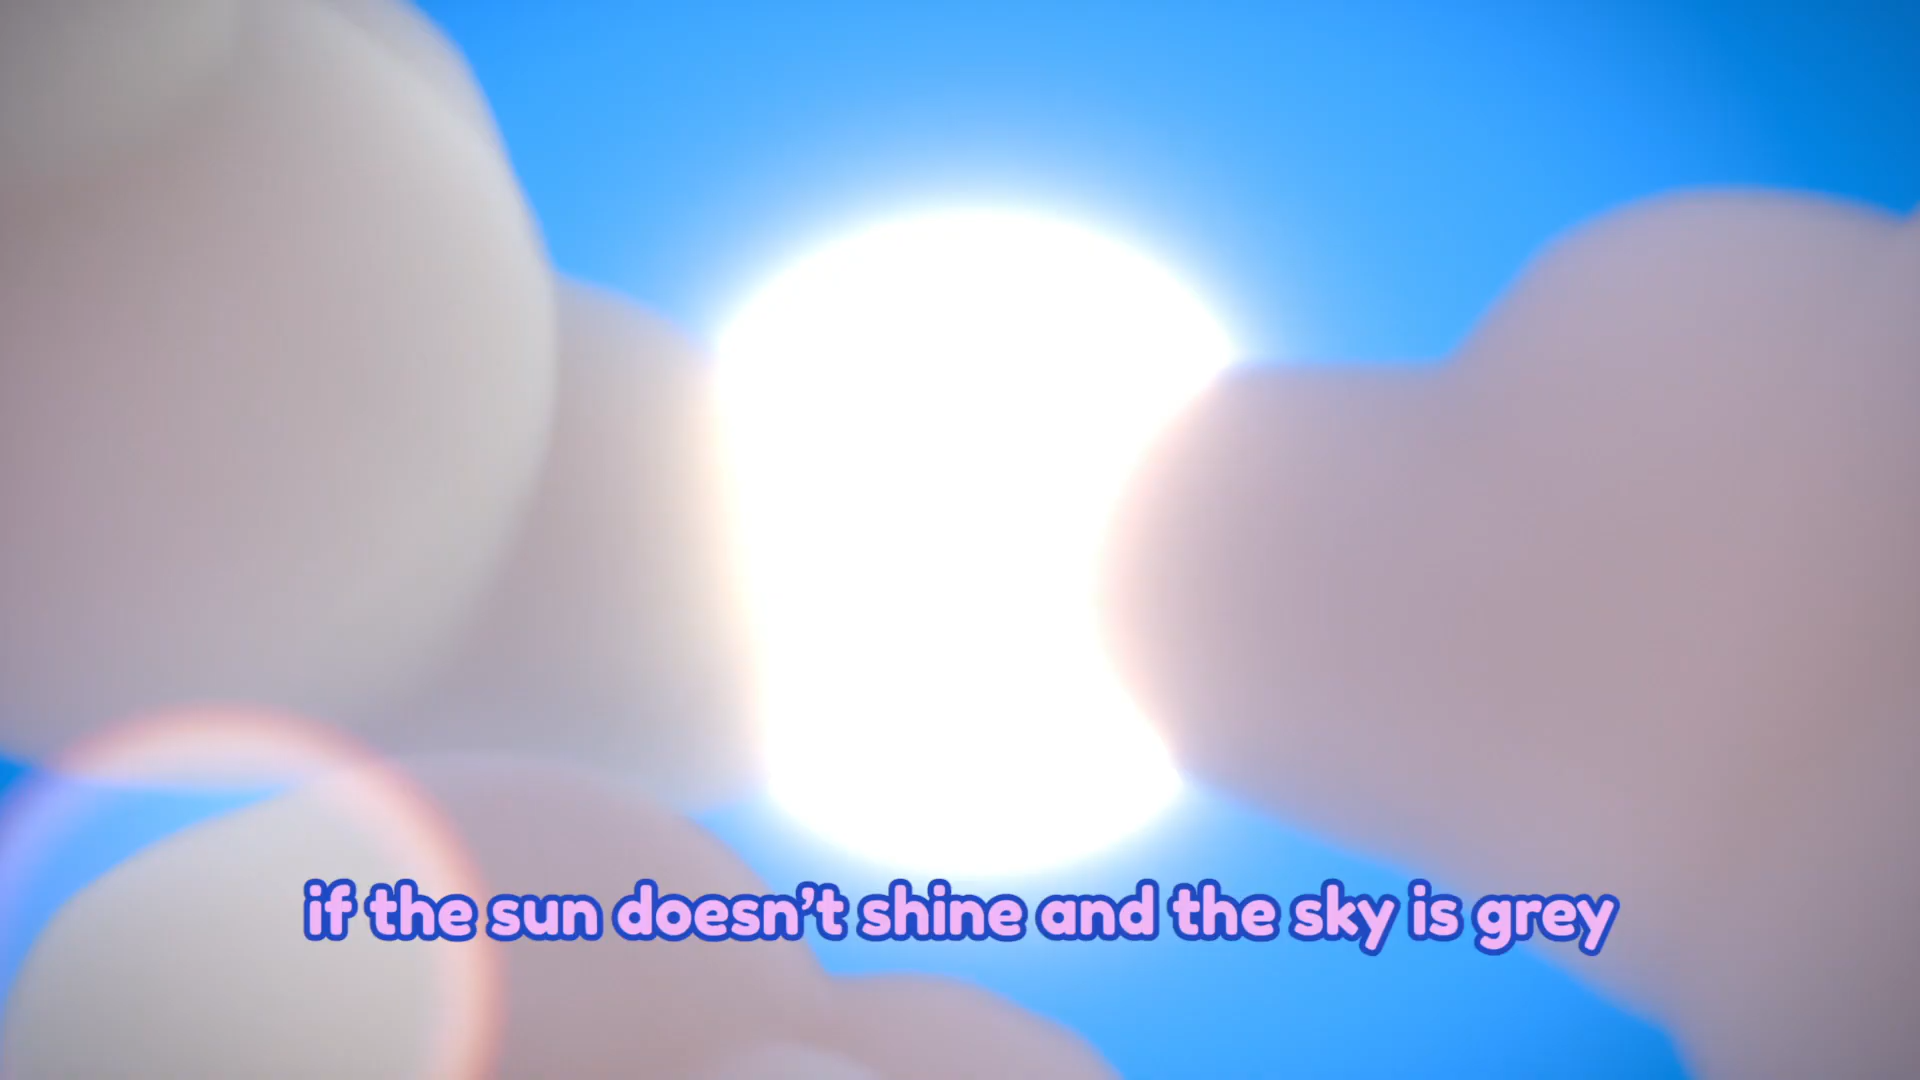 if the sun doesn’t shine and the sky is grey